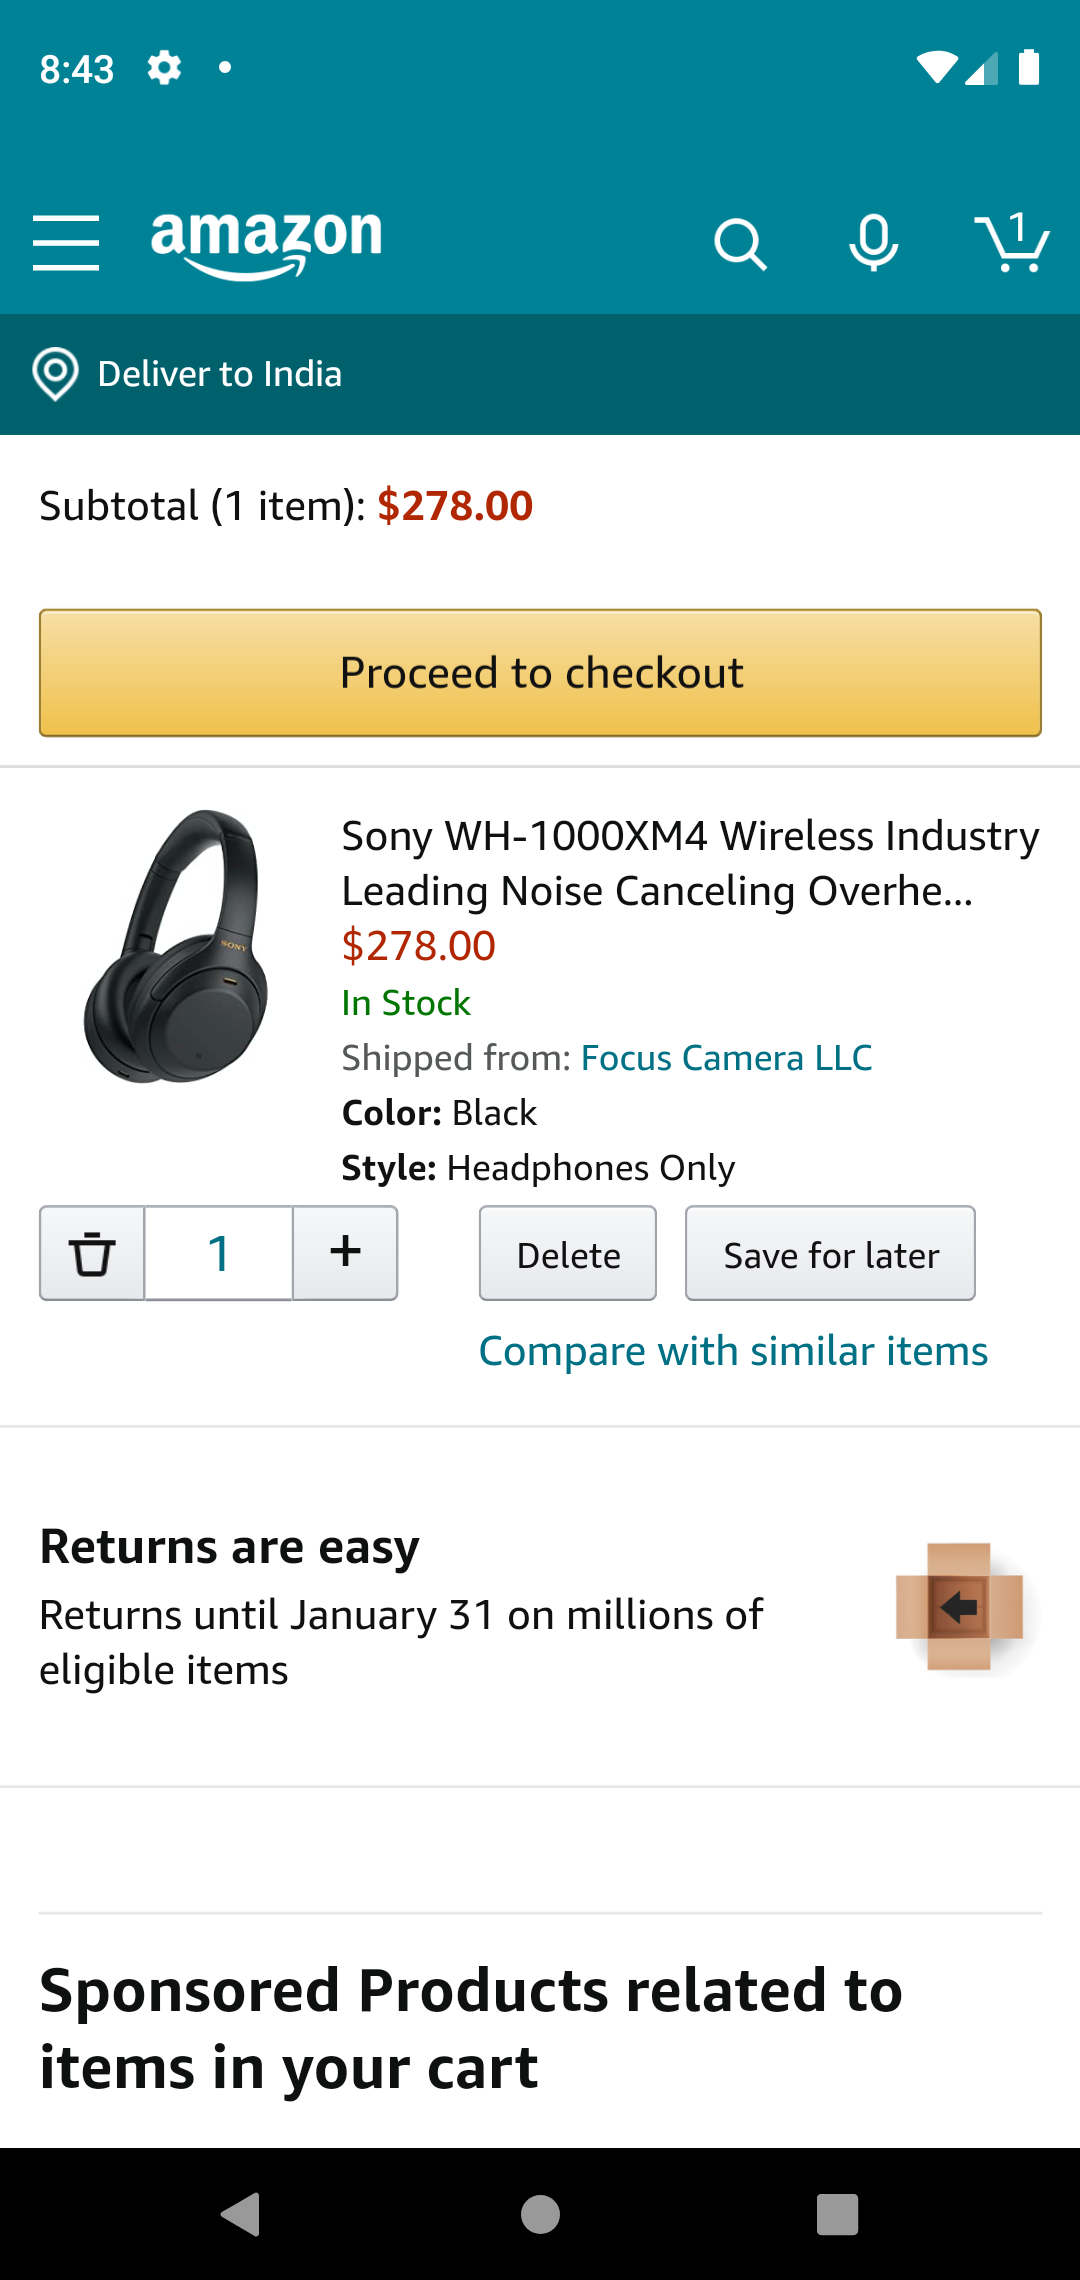 8:43
amazon
1
Deliver to India
Subtotal (1 item): $278.00
Proceed to checkout
SONY
Sony WH-1000XM4 Wireless Industry
Leading Noise Canceling Overhe...
$278.00
In Stock
Shipped from: Focus Camera LLC
Color: Black
Style: Headphones Only
1 + Delete Save for later
Compare with similar items
Returns are easy
Returns until January 31 on millions of
eligible items
Sponsored Products related to
items in your cart